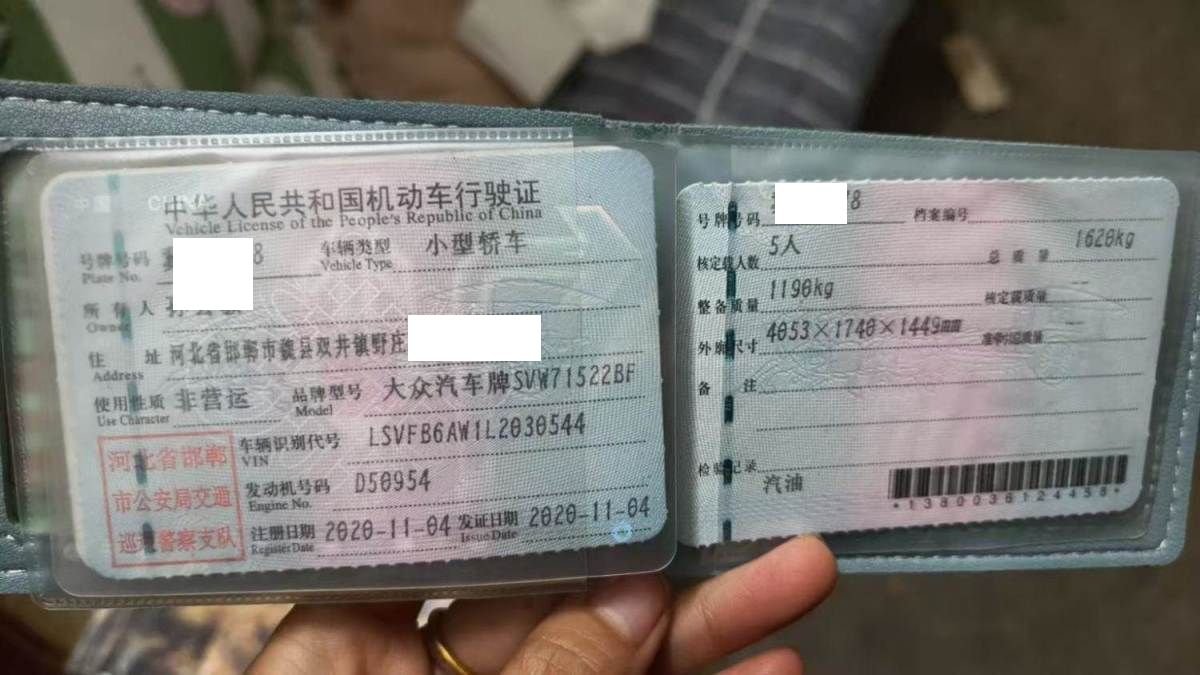 中华人民共和国机动车行驶证
Vehicle License of the People's Republic of China
号牌号码 8 车辆类型 小型轿车
Plate No. Vehicle Type
所有人
Owner
住 址 河北省邯郸市魏县双井镇野庄
Address
使用性质 非营运 品牌型号 大众汽车牌SVW71522BF
Use Character Model
河北省邯郸
市公安局交通
巡逻警察支队
车辆识别代号 LSVFB6AW1L2030544
VIN
发动机号码 D50954
Engine No.
注册日期 2020-11-04 发证日期 2020-11-04
Register Date Issue Date
号牌号码 8 档案编号
核定载人数 5人 总质量 1620kg
整备质量 1190kg 核定载质量 --
外廓尺寸 4053×1740×1449mm 准牵引总质量 --
备 注
检验记录 汽油
*1380036124458*